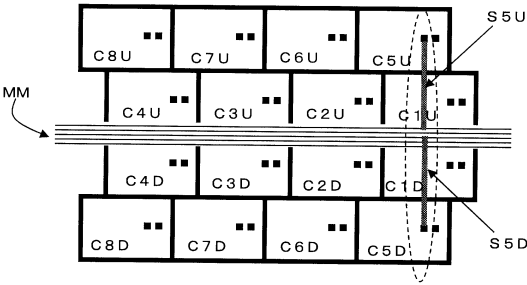 S5U
C8U C7U C6U C5U
MM
C4U C3U C2U C1U
C4D C3D C2D C1D
S5D
C8D C7D C6D C5D